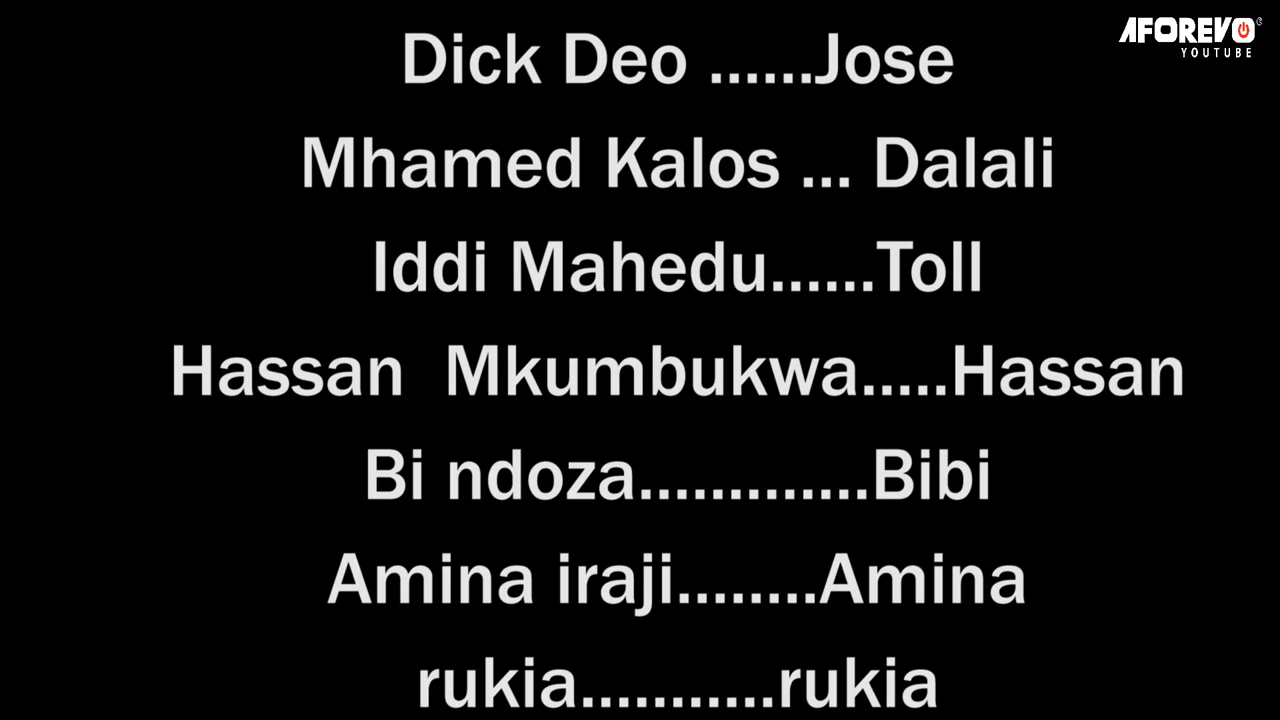 AFOREVO
YOUTUBE
Dick Deo ......Jose
Mhamed Kalos ... Dalali
Iddi Mahedu......Toll
Hassan  Mkumbukwa.....Hassan
Bi ndoza.............Bibi
Amina iraji........Amina
rukia...........rukia